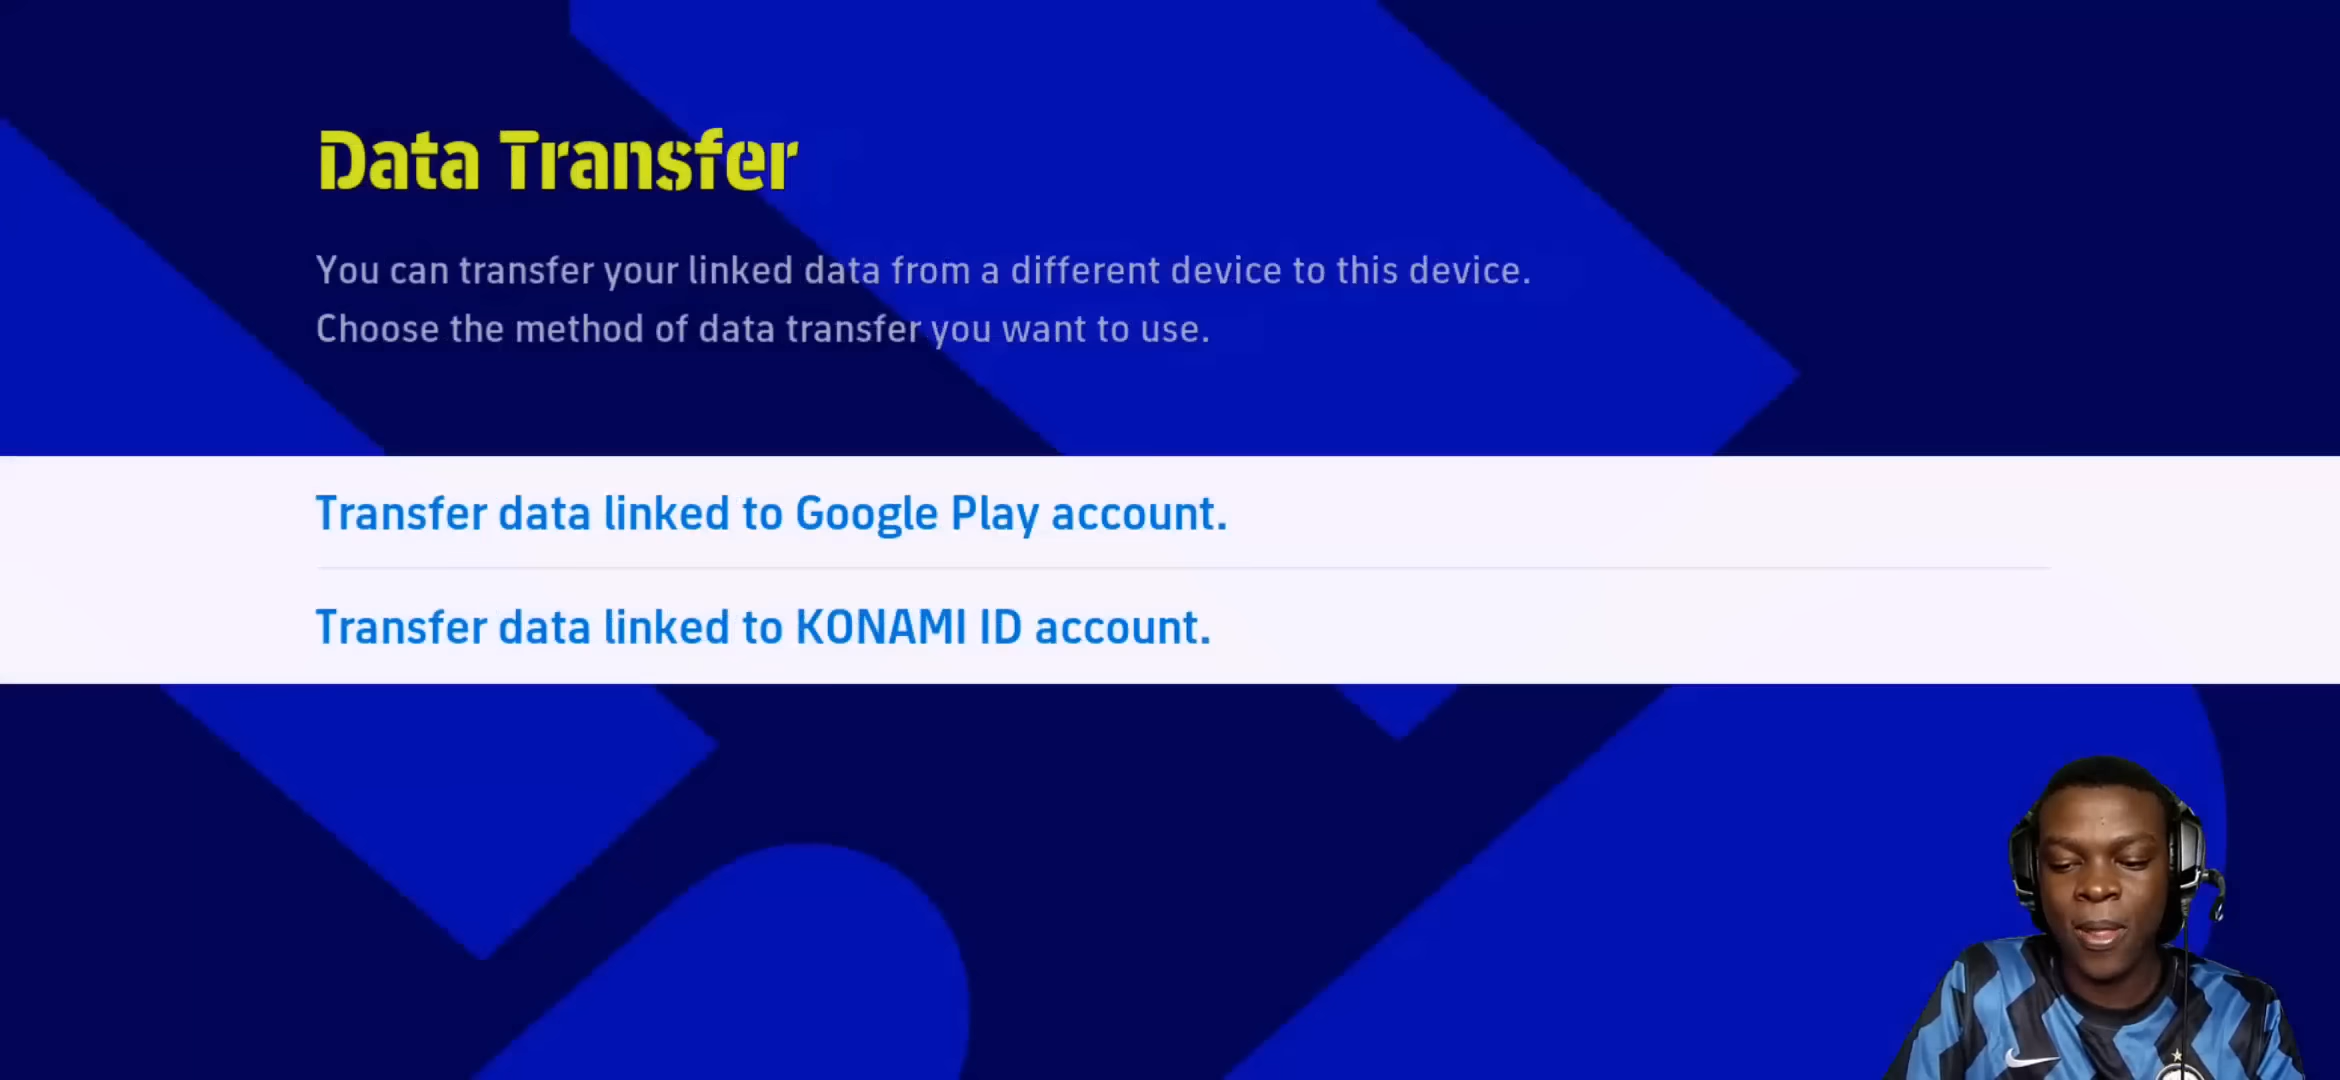 Data Transfer
You can transfer your linked data from a different device to this device.
Choose the method of data transfer you want to use.
Transfer data linked to Google Play account.
Transfer data linked to KONAMI ID account.